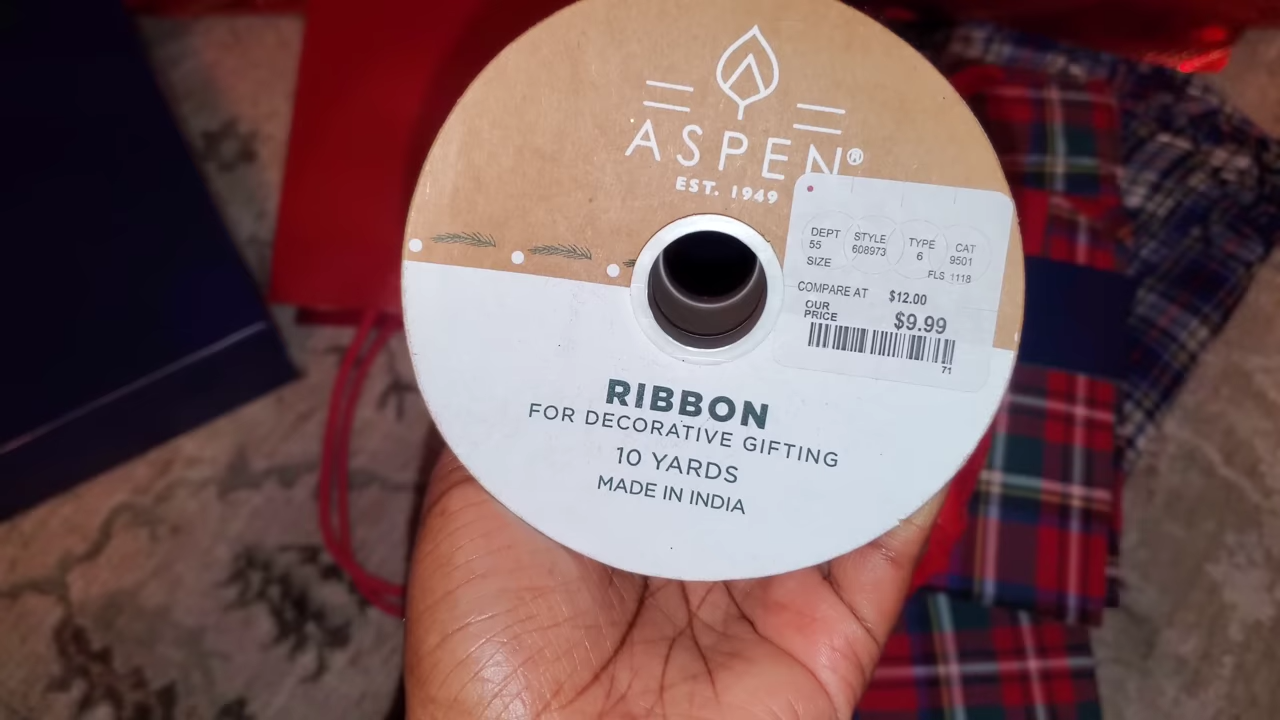 ASPEN®
EST. 1949
DEPT 55 STYLE 608973 TYPE 6 CAT 9501
SIZE FLS 1118
COMPARE AT $12.00
OUR PRICE $9.99
71
RIBBON
FOR DECORATIVE GIFTING
10 YARDS
MADE IN INDIA